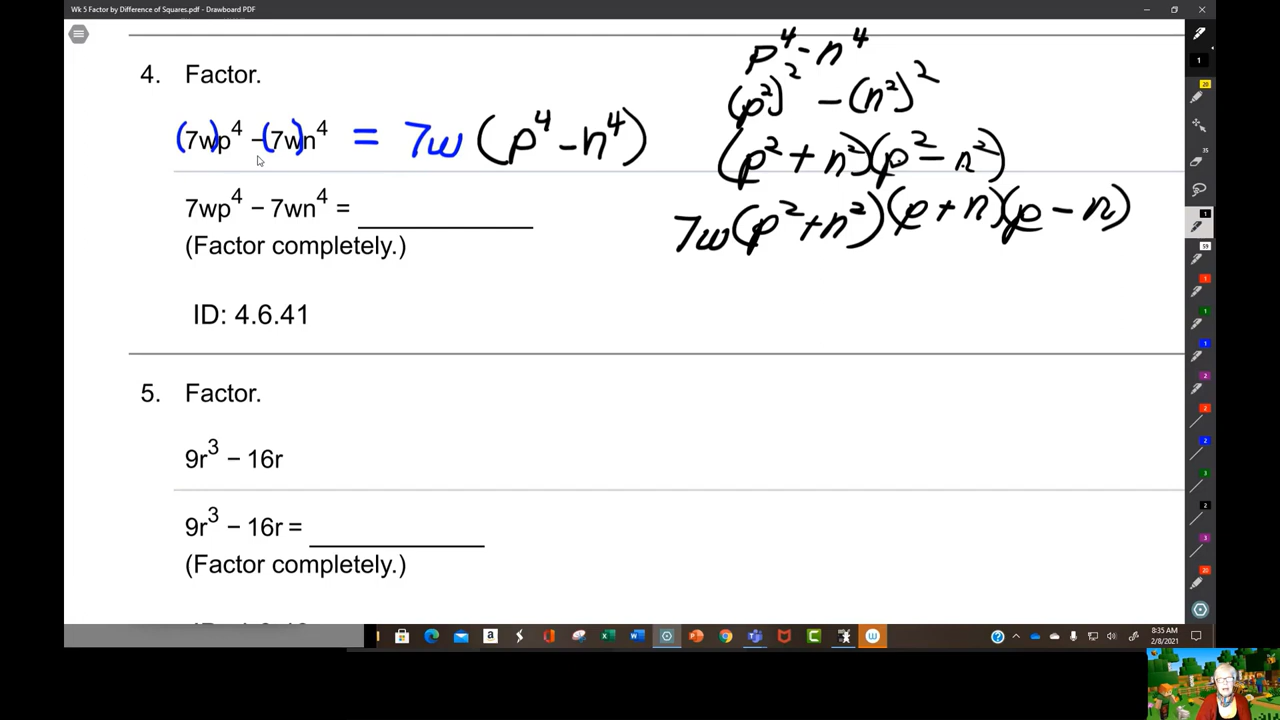 Wk 5 Factor by Difference of Squares.pdf - Drawboard PDF
4. Factor.
(7w)p⁴ − (7w)n⁴ = 7w (p⁴ − n⁴)
p⁴ − n⁴
(p²)² − (n²)²
(p² + n²)(p² − n²)
7w(p² + n²)(p + n)(p − n)
7wp⁴ − 7wn⁴ = ____________
(Factor completely.)
ID: 4.6.41
5. Factor.
9r³ − 16r
9r³ − 16r = ____________
(Factor completely.)
8:35 AM
2/8/2021